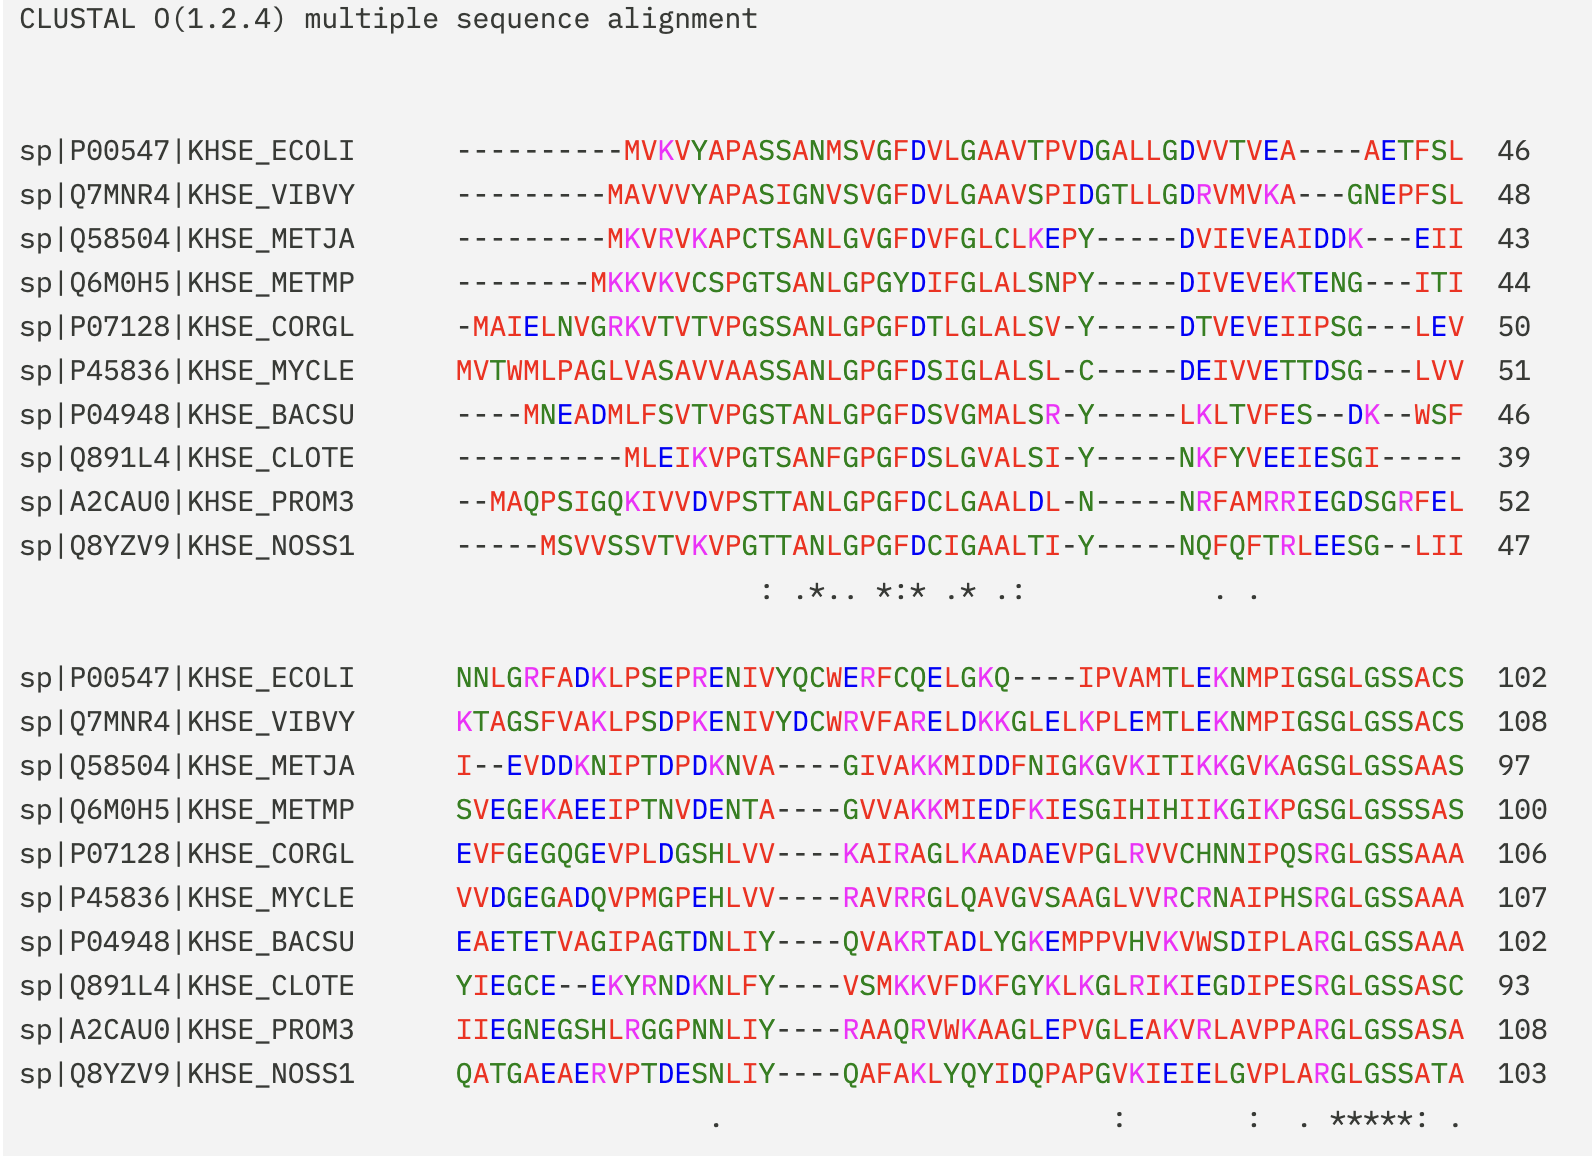 CLUSTAL O(1.2.4) multiple sequence alignment
sp|P00547|KHSE_ECOLI      ----------MVKVYAPASSANMSVGFDVLGAAVTPVDGALLGDVVTVEA----AETFSL  46
sp|Q7MNR4|KHSE_VIBVY      ---------MAVVVYAPASIGNVSVGFDVLGAAVSPIDGTLLGDRVMVKA---GNEPFSL  48
sp|Q58504|KHSE_METJA      ---------MKVRVKAPCTSANLGVGFDVFGLCLKEPY-----DVIEVEAIDDK---EII  43
sp|Q6M0H5|KHSE_METMP      --------MKKVKVCSPGTSANLGPGYDIFGLALSNPY-----DIVEVEKTENG---ITI  44
sp|P07128|KHSE_CORGL      -MAIELNVGRKVTVTVPGSSANLGPGFDTLGLALSV-Y-----DTVEVEIIPSG---LEV  50
sp|P45836|KHSE_MYCLE      MVTWMLPAGLVASAVVAASSANLGPGFDSIGLALSL-C-----DEIVVETTDSG---LVV  51
sp|P04948|KHSE_BACSU      ----MNEADMLFSVTVPGSTANLGPGFDSVGMALSR-Y-----LKLTVFES--DK--WSF  46
sp|Q891L4|KHSE_CLOTE      ----------MLEIKVPGTSANFGPGFDSLGVALSI-Y-----NKFYVEEIESGI-----  39
sp|A2CAU0|KHSE_PROM3      --MAQPSIGQKIVVDVPSTTANLGPGFDCLGAALDL-N-----NRFAMRRIEGDSGRFEL  52
sp|Q8YZV9|KHSE_NOSS1      -----MSVVSSVTVKVPGTTANLGPGFDCIGAALTI-Y-----NQFQFTRLEESG--LII  47
                                            : .*.. *:* .* .:           . .
sp|P00547|KHSE_ECOLI      NNLGRFADKLPSEPRENIVYQCWERFCQELGKQ----IPVAMTLEKNMPIGSGLGSSACS  102
sp|Q7MNR4|KHSE_VIBVY      KTAGSFVAKLPSDPKENIVYDCWRVFARELDKKGLELKPLEMTLEKNMPIGSGLGSSACS  108
sp|Q58504|KHSE_METJA      I--EVDDKNIPTDPDKNVA----GIVAKKMIDDFNIGKGVKITIKKGVKAGSGLGSSAAS  97
sp|Q6M0H5|KHSE_METMP      SVEGEKAEEIPTNVDENTA----GVVAKKMIEDFKIESGIHIHIIKGIKPGSGLGSSSAS  100
sp|P07128|KHSE_CORGL      EVFGEGQGEVPLDGSHLVV----KAIRAGLKAADAEVPGLRVVCHNNIPQSRGLGSSAAA  106
sp|P45836|KHSE_MYCLE      VVDGEGADQVPMGPEHLVV----RAVRRGLQAVGVSAAGLVVRCRNAIPHSRGLGSSAAA  107
sp|P04948|KHSE_BACSU      EAETETVAGIPAGTDNLIY----QVAKRTADLYGKEMPPVHVKVWSDIPLARGLGSSAAA  102
sp|Q891L4|KHSE_CLOTE      YIEGCE--EKYRNDKNLFY----VSMKKVFDKFGYKLKGLRIKIEGDIPESRGLGSSASC  93
sp|A2CAU0|KHSE_PROM3      IIEGNEGSHLRGGPNNLIY----RAAQRVWKAAGLEPVGLEAKVRLAVPPARGLGSSASA  108
sp|Q8YZV9|KHSE_NOSS1      QATGAEAERVPTDESNLIY----QAFAKLYQYIDQPAPGVKIEIELGVPLARGLGSSATA  103
                                         .                       :       :  . *****: .